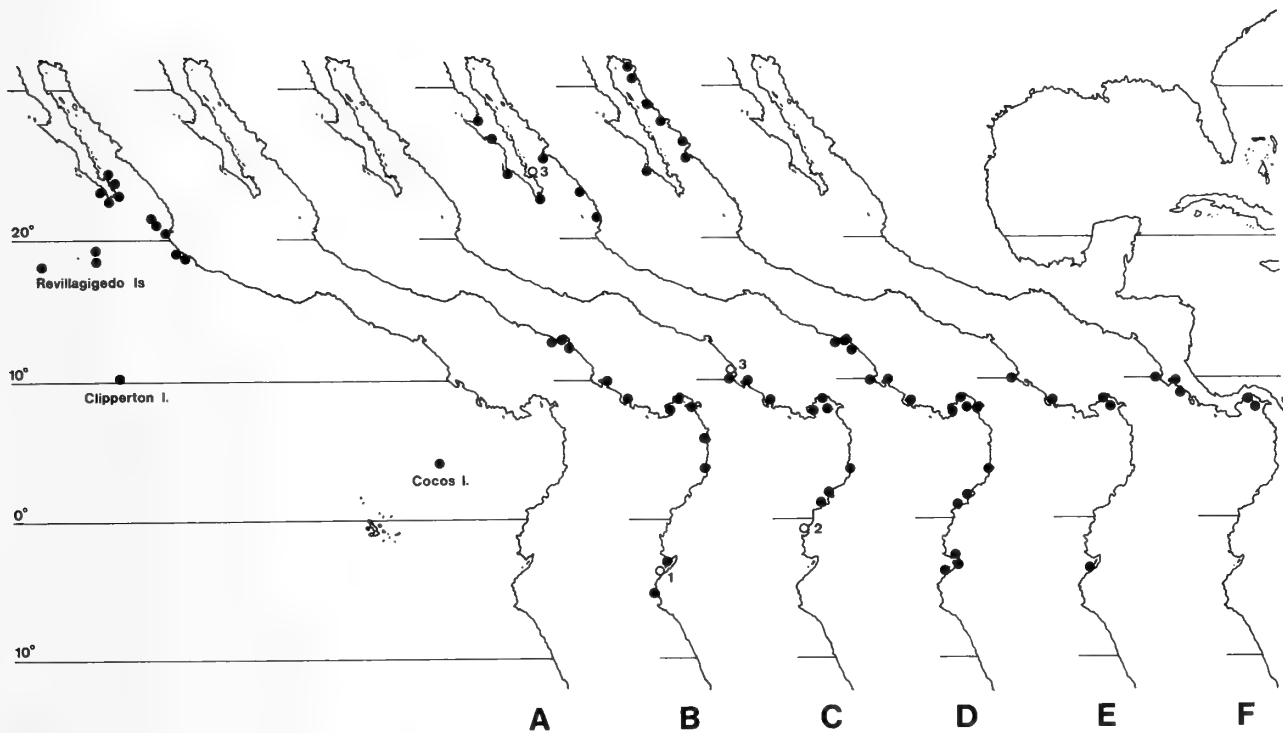 3
20°
Revillagigedo Is
3
10°
Clipperton I.
Cocos I.
0°
2
1
10°
A B C D E F